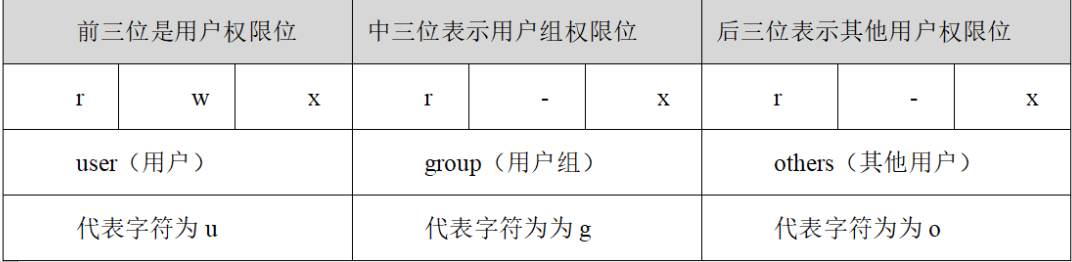 前三位是用户权限位 中三位表示用户组权限位 后三位表示其他用户权限位
r w x r - x r - x
user（用户） group（用户组） others（其他用户）
代表字符为 u 代表字符为为 g 代表字符为为 o